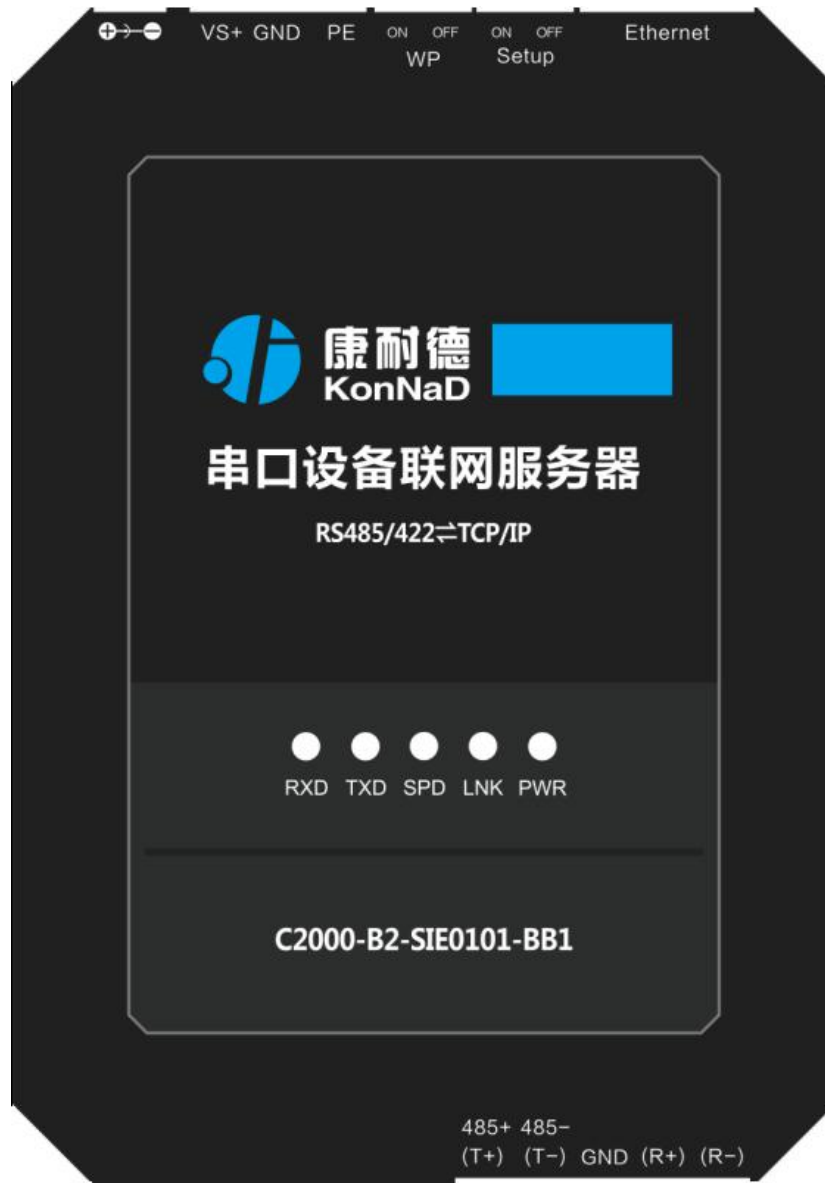 VS+ GND PE ON OFF ON OFF Ethernet
WP Setup
康耐德
KonNaD
串口设备联网服务器
RS485/422⇌TCP/IP
RXD TXD SPD LNK PWR
C2000-B2-SIE0101-BB1
485+ 485-
(T+) (T-) GND (R+) (R-)